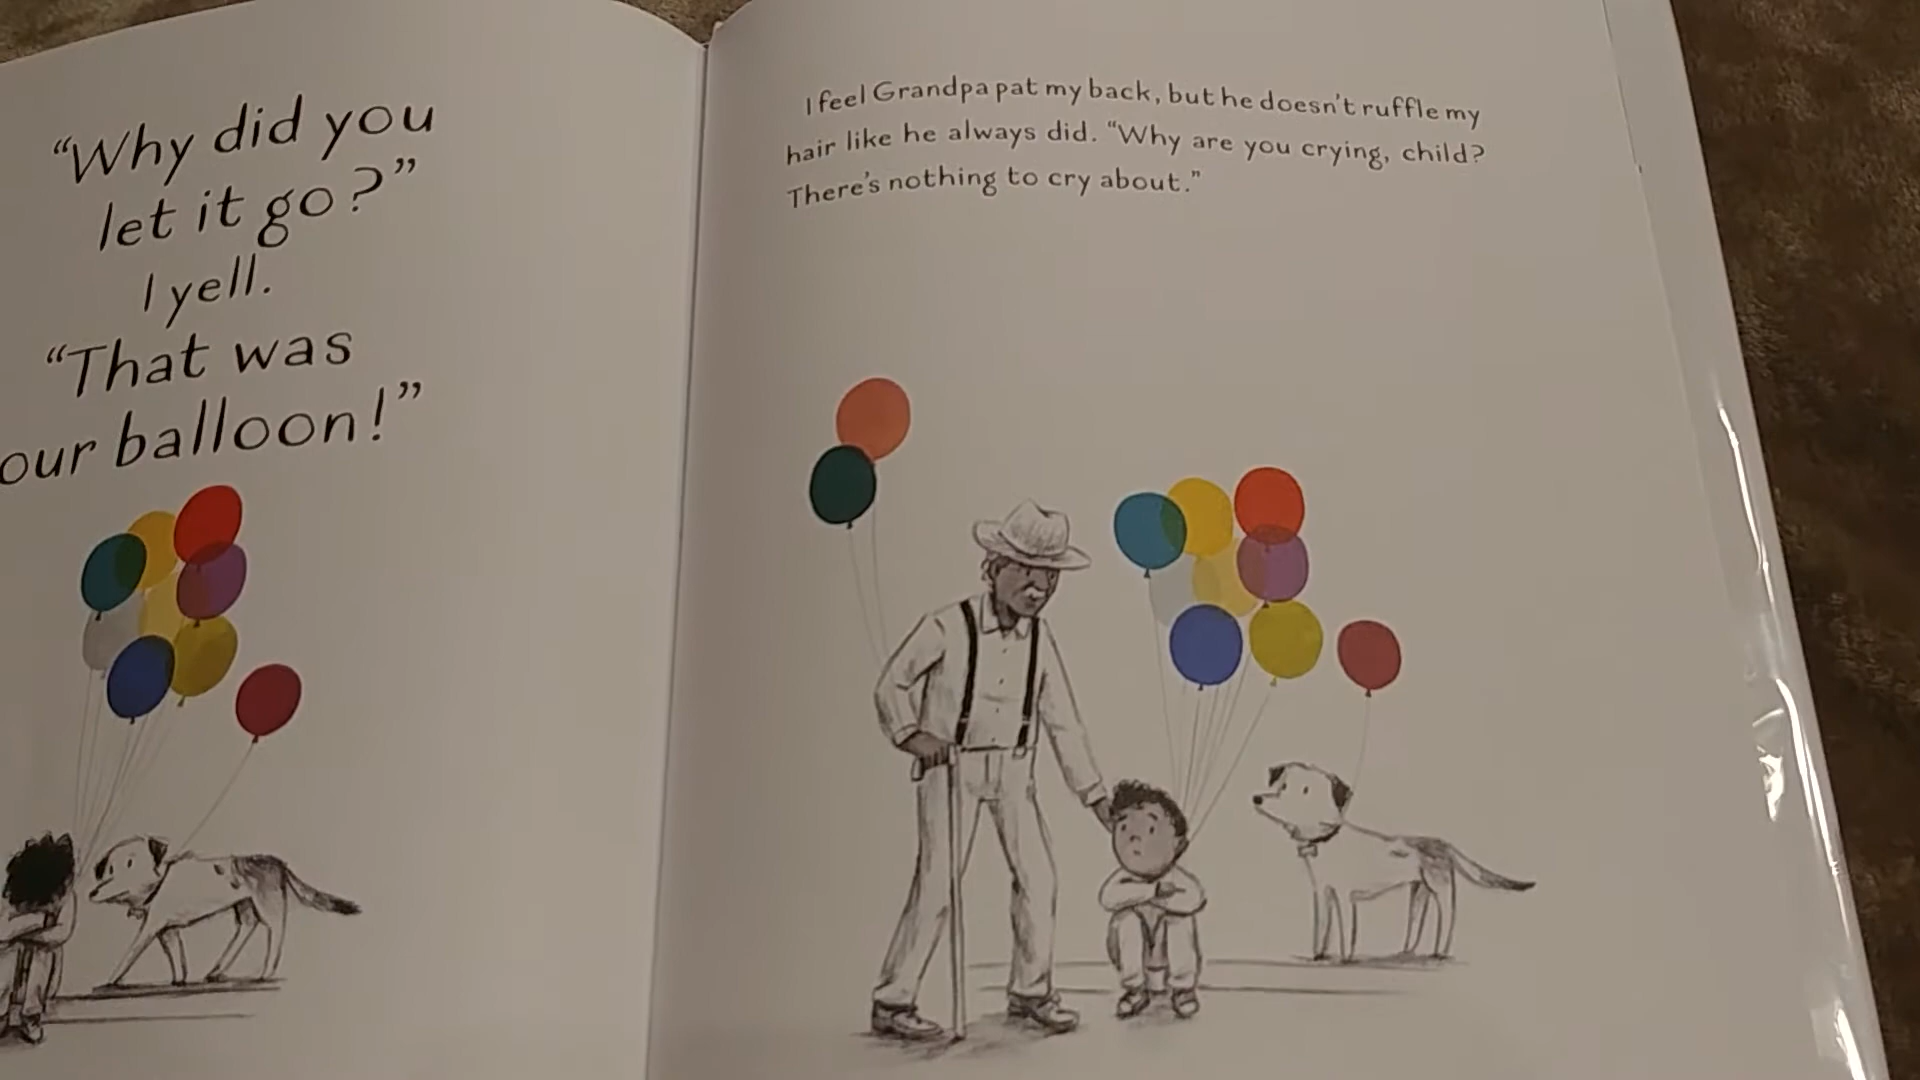 “Why did you
let it go?”
I yell.
“That was
our balloon!”
I feel Grandpa pat my back, but he doesn’t ruffle my
hair like he always did. “Why are you crying, child?
There’s nothing to cry about.”